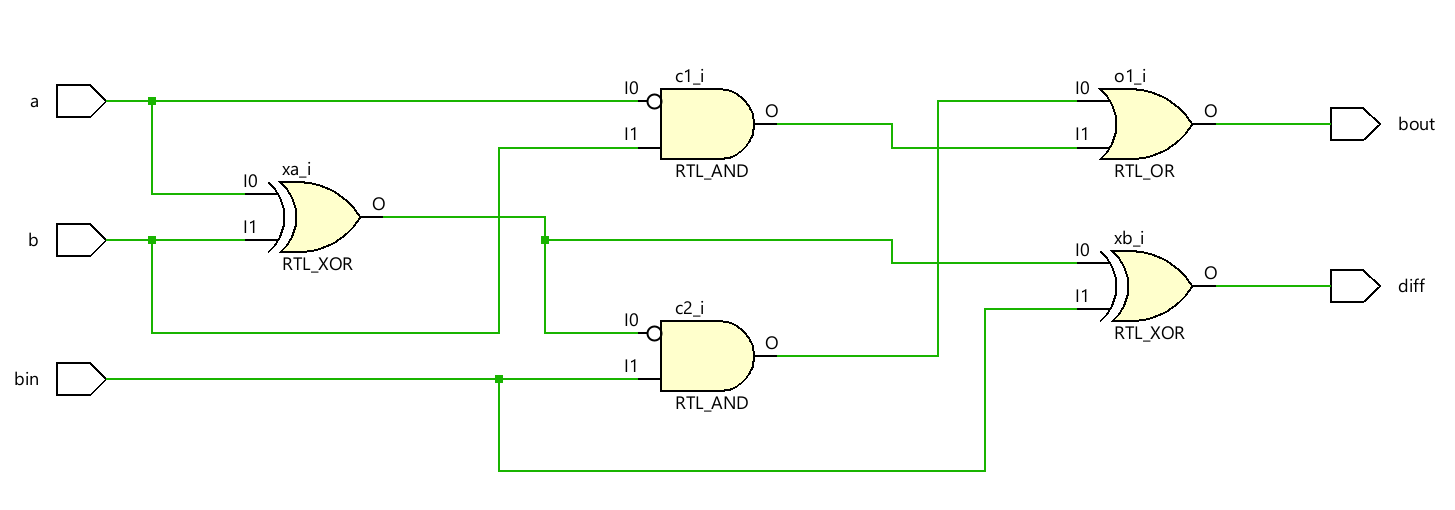 c1_i
o1_i
I0
I0
a
O
O
bout
I1
I1
xa_i
RTL_AND
RTL_OR
I0
O
I1
b
xb_i
I0
RTL_XOR
O
diff
I1
c2_i
I0
RTL_XOR
O
I1
bin
RTL_AND